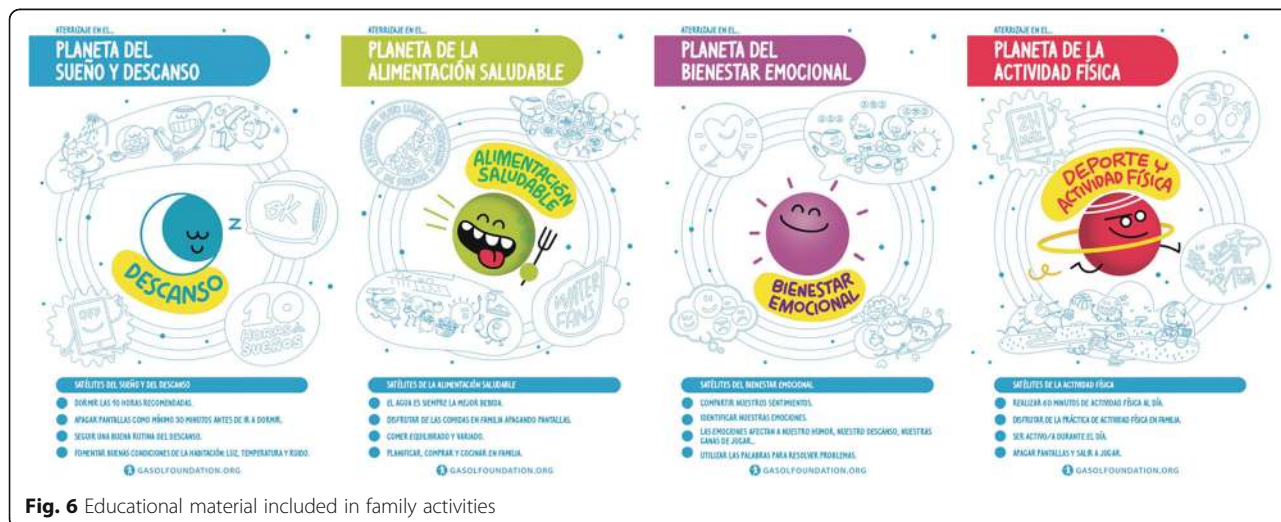 ATERRIZAJE EN EL...
PLANETA DEL
SUEÑO Y DESCANSO
BK
DESCANSO
Z
OFF
10
HORAS
SUEÑOS
SATÉLITES DEL SUEÑO Y DEL DESCANSO
DORMIR LAS 10 HORAS RECOMENDADAS.
APAGAR PANTALLAS COMO MÍNIMO 30 MINUTOS ANTES DE IR A DORMIR.
SEGUIR UNA BUENA RUTINA DEL DESCANSO.
FOMENTAR BUENAS CONDICIONES DE LA HABITACIÓN: LUZ, TEMPERATURA Y RUIDO.
GASOLFOUNDATION.ORG
ATERRIZAJE EN EL...
PLANETA DE LA
ALIMENTACIÓN SALUDABLE
ALIMENTACIÓN
SALUDABLE
WATER
FANS
SATÉLITES DE LA ALIMENTACIÓN SALUDABLE
EL AGUA ES SIEMPRE LA MEJOR BEBIDA.
DISFRUTAR DE LAS COMIDAS EN FAMILIA APAGANDO PANTALLAS.
COMER EQUILIBRADO Y VARIADO.
PLANIFICAR, COMPRAR Y COCINAR EN FAMILIA.
GASOLFOUNDATION.ORG
ATERRIZAJE EN EL...
PLANETA DEL
BIENESTAR EMOCIONAL
BIENESTAR
EMOCIONAL
SATÉLITES DEL BIENESTAR EMOCIONAL
COMPARTIR NUESTROS SENTIMIENTOS.
IDENTIFICAR NUESTRAS EMOCIONES.
LAS EMOCIONES AFECTAN A NUESTRO HUMOR, NUESTRO DESCANSO, NUESTRAS
GANAS DE JUGAR...
UTILIZAR LAS PALABRAS PARA RESOLVER PROBLEMAS.
GASOLFOUNDATION.ORG
ATERRIZAJE EN EL...
PLANETA DE LA
ACTIVIDAD FÍSICA
60
DEPORTE Y
ACTIVIDAD FÍSICA
SATÉLITES DE LA ACTIVIDAD FÍSICA
REALIZAR 60 MINUTOS DE ACTIVIDAD FÍSICA AL DÍA.
DISFRUTAR DE LA PRÁCTICA DE ACTIVIDAD FÍSICA EN FAMILIA.
SER ACTIVO/A DURANTE EL DÍA.
APAGAR PANTALLAS Y SALIR A JUGAR.
GASOLFOUNDATION.ORG
Fig. 6 Educational material included in family activities